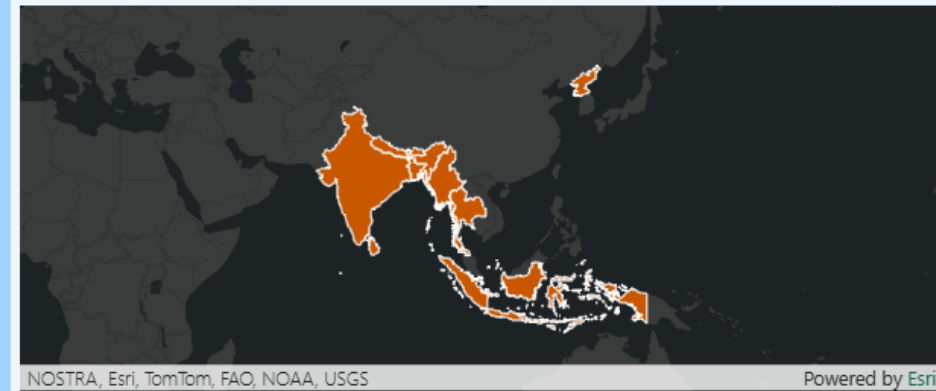 NOSTRA, Esri, TomTom, FAO, NOAA, USGS
Powered by Esri